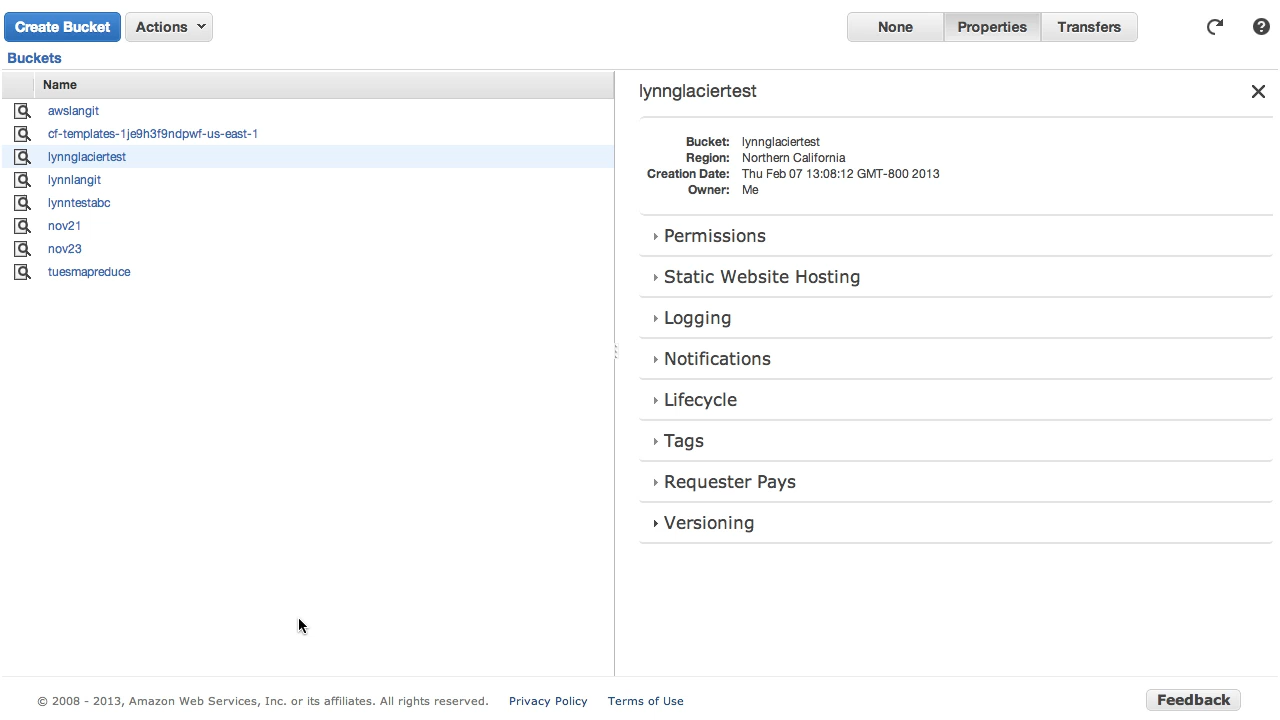 Create Bucket
Actions
None
Properties
Transfers
Buckets
Name
awslangit
cf-templates-1je9h3f9ndpwf-us-east-1
lynnglaciertest
lynnlangit
lynntestabc
nov21
nov23
tuesmapreduce
lynnglaciertest
Bucket: lynnglaciertest
Region: Northern California
Creation Date: Thu Feb 07 13:08:12 GMT-800 2013
Owner: Me
Permissions
Static Website Hosting
Logging
Notifications
Lifecycle
Tags
Requester Pays
Versioning
© 2008 - 2013, Amazon Web Services, Inc. or its affiliates. All rights reserved. Privacy Policy Terms of Use
Feedback